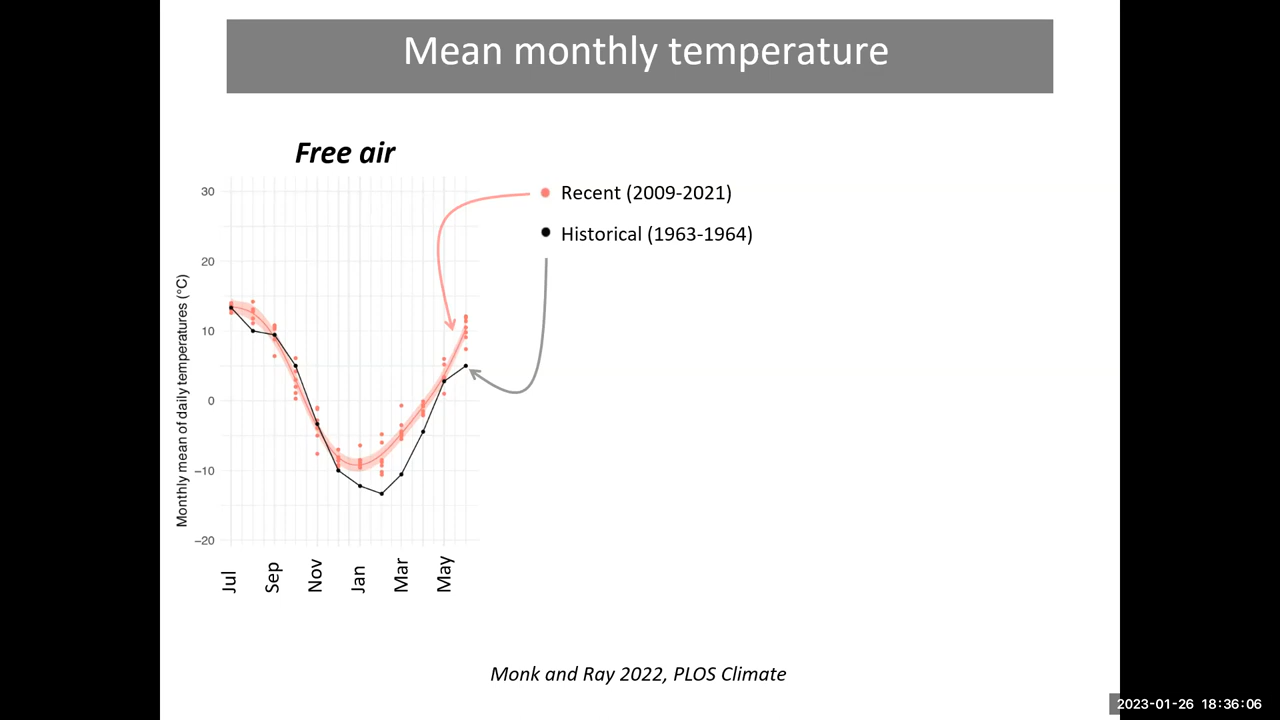 Mean monthly temperature
Free air
Recent (2009-2021)
Historical (1963-1964)
Monthly mean of daily temperatures (°C)
30
20
10
0
−10
−20
Jul
Sep
Nov
Jan
Mar
May
Monk and Ray 2022, PLOS Climate
2023-01-26 18:36:06